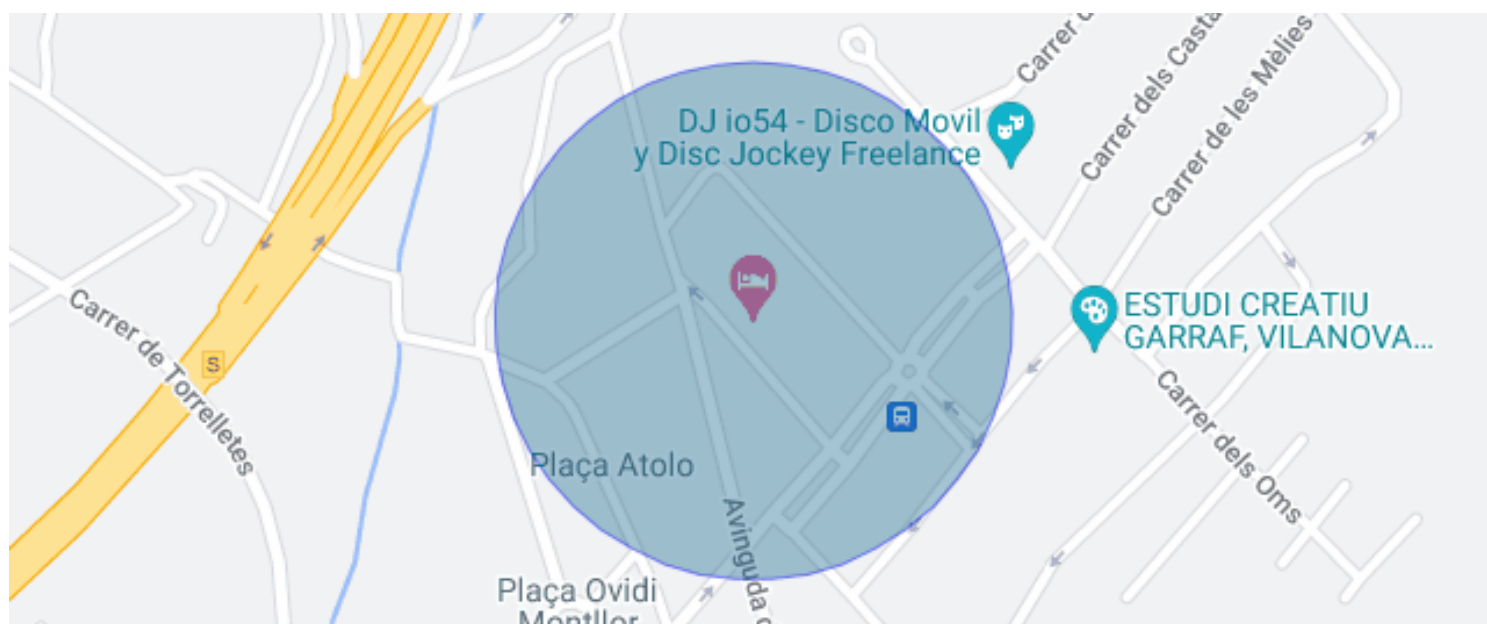 Carrer d
Carrer dels Casta
Carrer de les Mèlies
DJ io54 - Disco Movil
y Disc Jockey Freelance
ESTUDI CREATIU
GARRAF, VILANOVA...
Carrer de Torrelletes
S
Carrer dels Oms
Plaça Atolo
Avinguda
Plaça Ovidi
Montllor